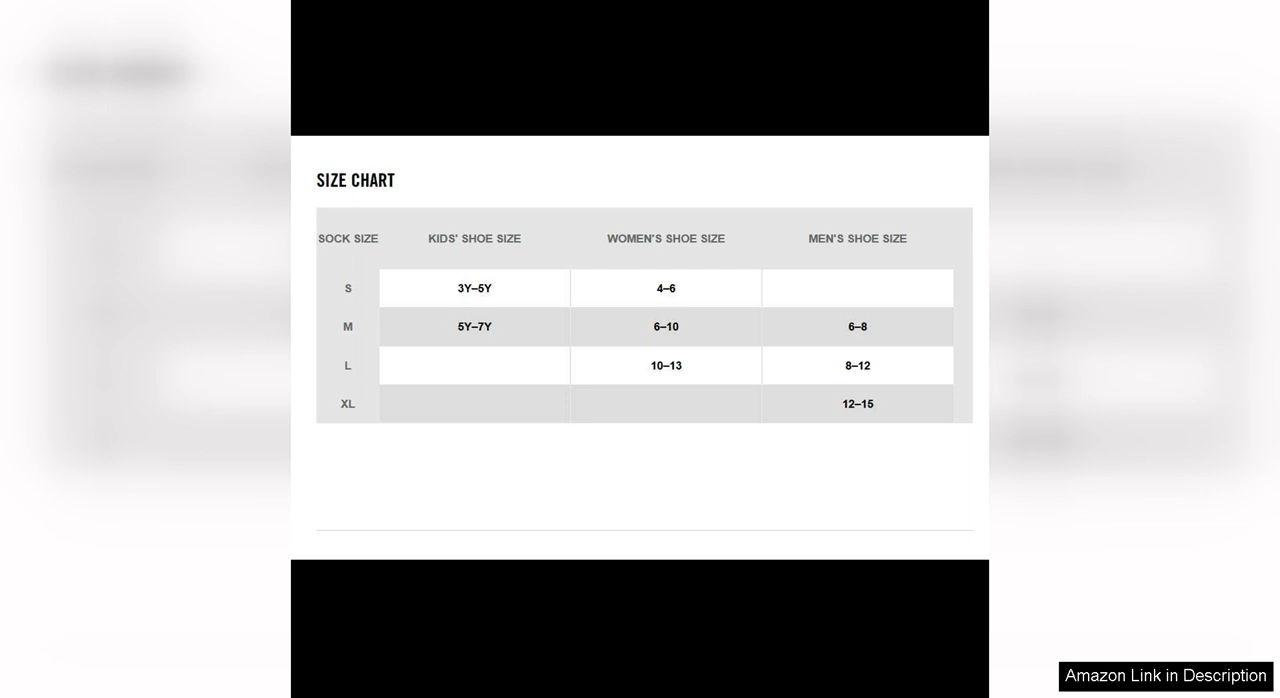 SIZE CHART
SOCK SIZE KIDS' SHOE SIZE WOMEN'S SHOE SIZE MEN'S SHOE SIZE
S 3Y–5Y 4–6
M 5Y–7Y 6–10 6–8
L 10–13 8–12
XL 12–15
Amazon Link in Description